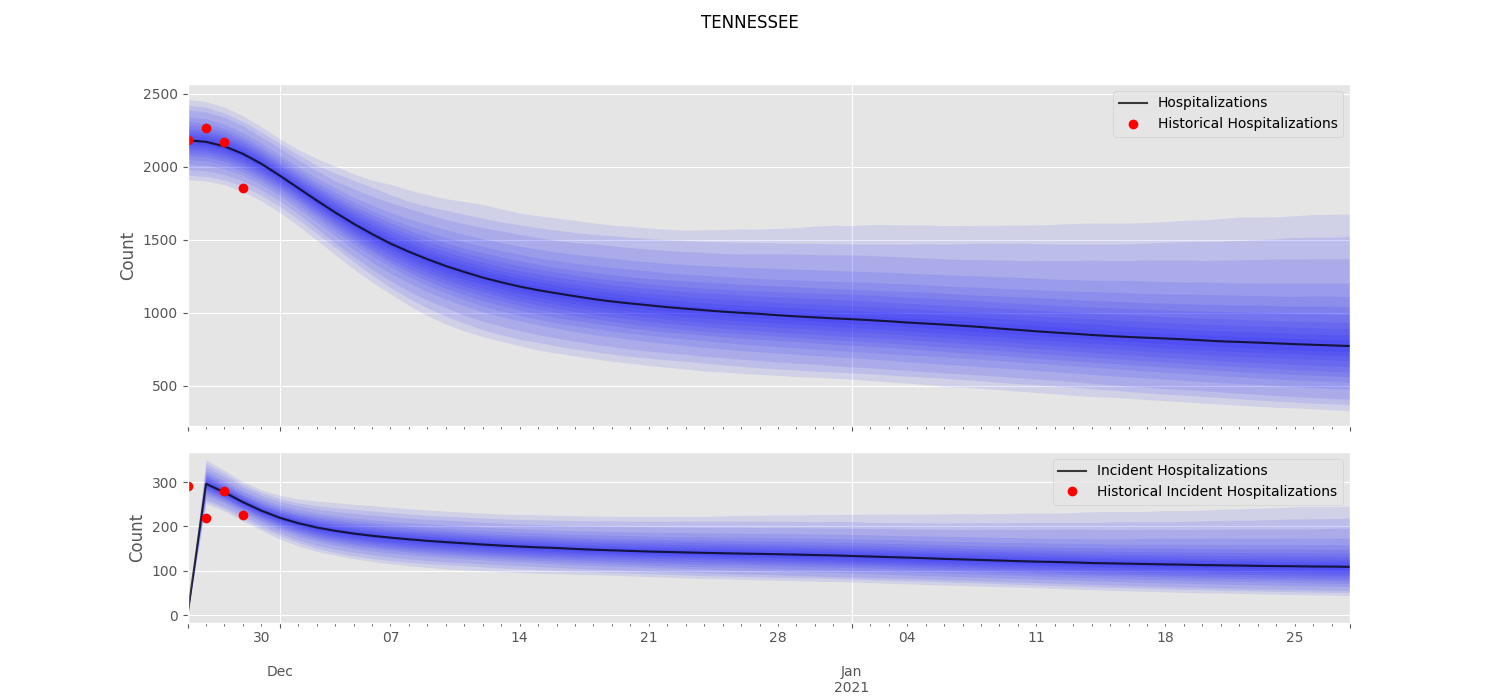 TENNESSEE
2500
2000
1500
1000
500
Count
Hospitalizations
Historical Hospitalizations
300
200
100
0
Count
Incident Hospitalizations
Historical Incident Hospitalizations
30 07 14 21 28 04 11 18 25
Dec Jan
2021